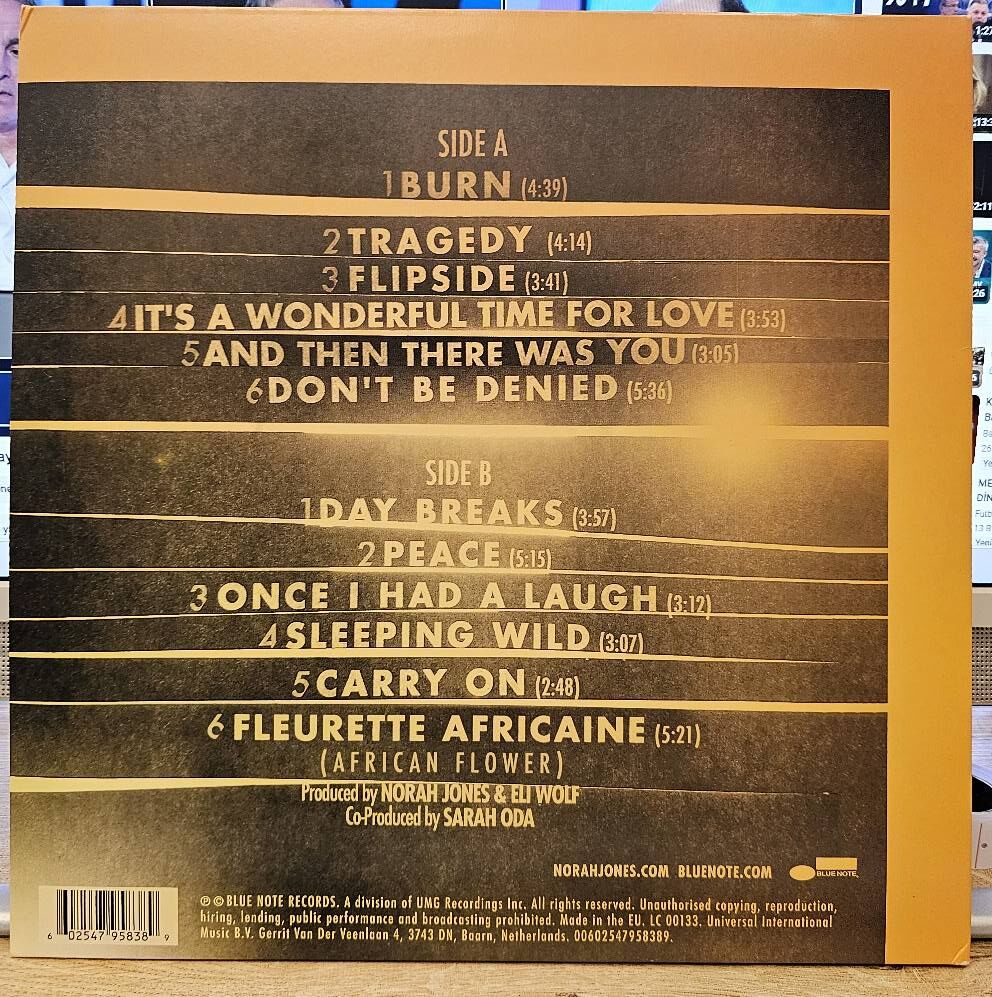 SIDE A
1 BURN (4:39)
2 TRAGEDY (4:14)
3 FLIPSIDE (3:41)
4 IT'S A WONDERFUL TIME FOR LOVE (3:53)
5 AND THEN THERE WAS YOU (3:05)
6 DON'T BE DENIED (5:36)
SIDE B
1 DAY BREAKS (3:57)
2 PEACE (5:15)
3 ONCE I HAD A LAUGH (3:12)
4 SLEEPING WILD (3:07)
5 CARRY ON (2:48)
6 FLEURETTE AFRICAINE (5:21)
(AFRICAN FLOWER)
Produced by NORAH JONES & ELI WOLF
Co-Produced by SARAH ODA
NORAHJONES.COM BLUENOTE.COM
BLUE NOTE
℗ © BLUE NOTE RECORDS. A division of UMG Recordings Inc. All rights reserved. Unauthorised copying, reproduction,
hiring, lending, public performance and broadcasting prohibited. Made in the EU. LC 00133. Universal International
Music B.V. Gerrit Van Der Veenlaan 4, 3743 DN, Baarn, Netherlands. 00602547958389.
6 02547 95838 9